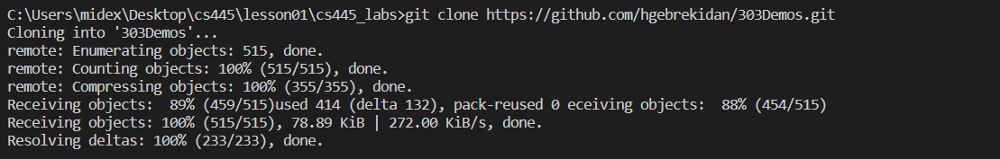 C:\Users\midex\Desktop\cs445\lesson01\cs445_labs>git clone https://github.com/hgebrekidan/303Demos.git
Cloning into '303Demos'...
remote: Enumerating objects: 515, done.
remote: Counting objects: 100% (515/515), done.
remote: Compressing objects: 100% (355/355), done.
Receiving objects:  89% (459/515)used 414 (delta 132), pack-reused 0 eceiving objects:  88% (454/515)
Receiving objects: 100% (515/515), 78.89 KiB | 272.00 KiB/s, done.
Resolving deltas: 100% (233/233), done.